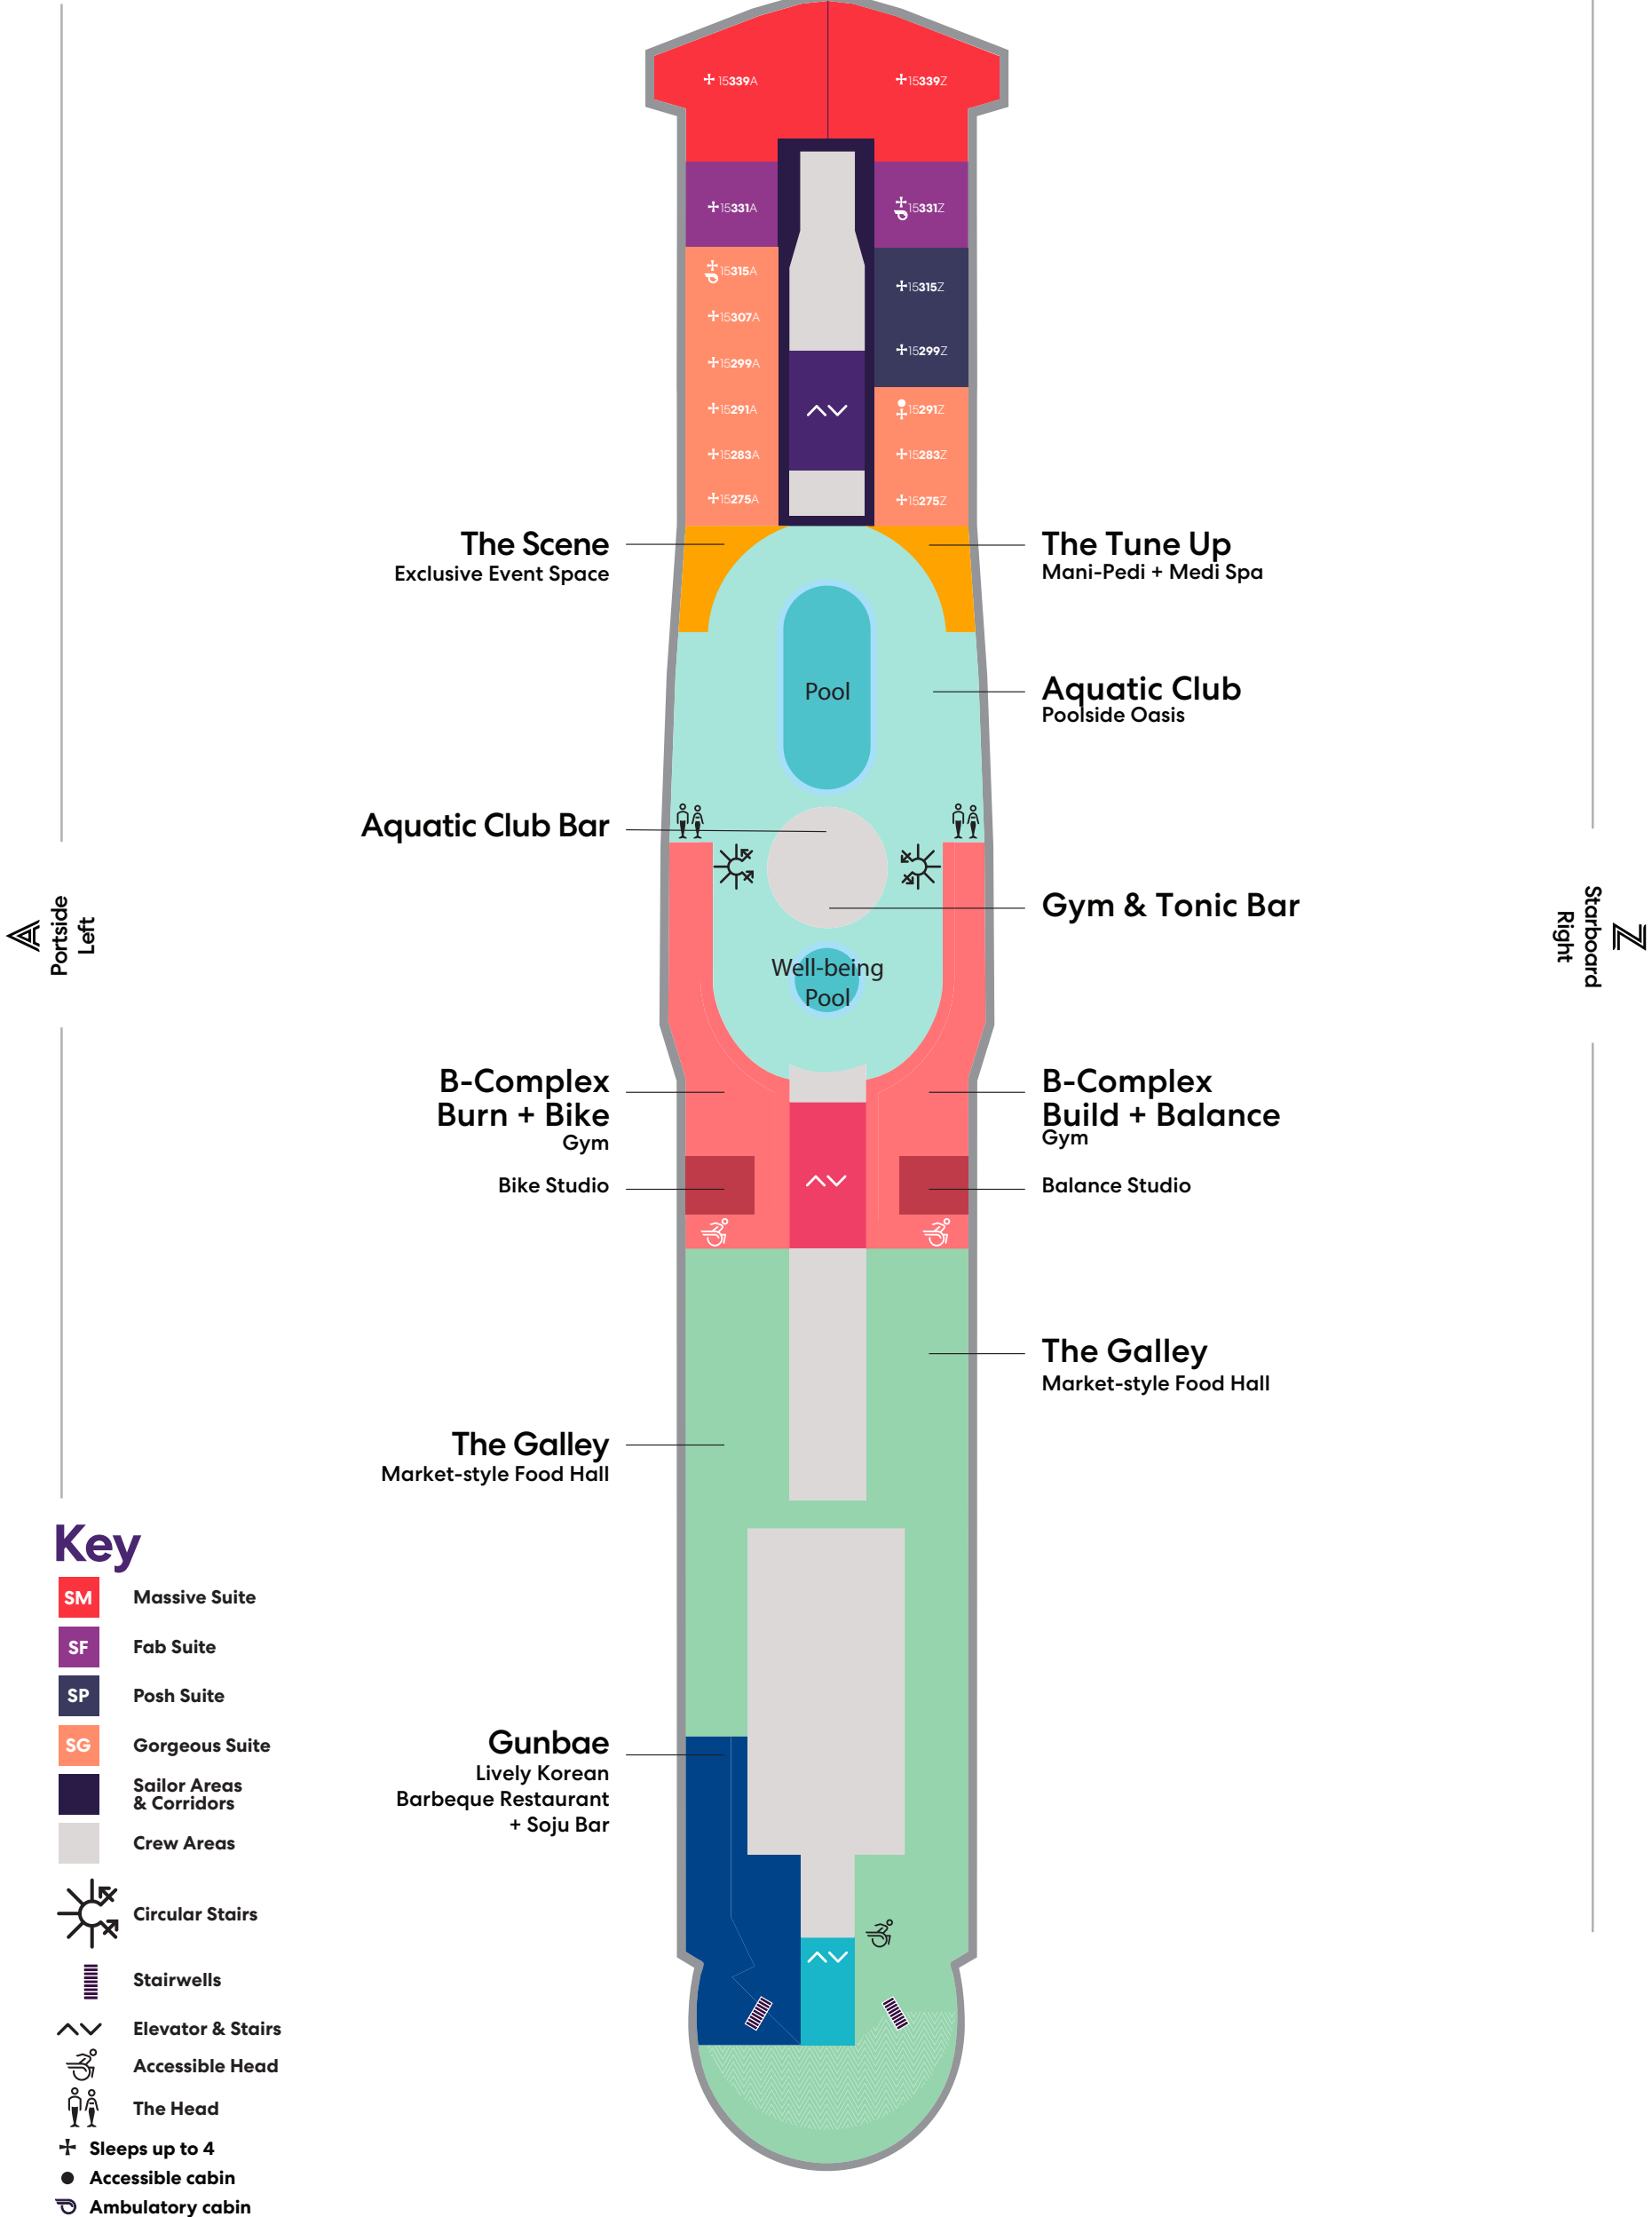 15339A
15339Z
15331A
15331Z
15315A
15315Z
15307A
15299A
15299Z
15291A
15291Z
15283A
15283Z
15275A
15275Z
The Scene
Exclusive Event Space
The Tune Up
Mani-Pedi + Medi Spa
Pool
Aquatic Club
Poolside Oasis
Aquatic Club Bar
Gym & Tonic Bar
A
Portside
Left
Z
Starboard
Right
Well-being
Pool
B-Complex
Burn + Bike
Gym
B-Complex
Build + Balance
Gym
Bike Studio
Balance Studio
The Galley
Market-style Food Hall
The Galley
Market-style Food Hall
Gunbae
Lively Korean
Barbeque Restaurant
+ Soju Bar
Key
SM Massive Suite
SF Fab Suite
SP Posh Suite
SG Gorgeous Suite
Sailor Areas
& Corridors
Crew Areas
Circular Stairs
Stairwells
Elevator & Stairs
Accessible Head
The Head
Sleeps up to 4
Accessible cabin
Ambulatory cabin